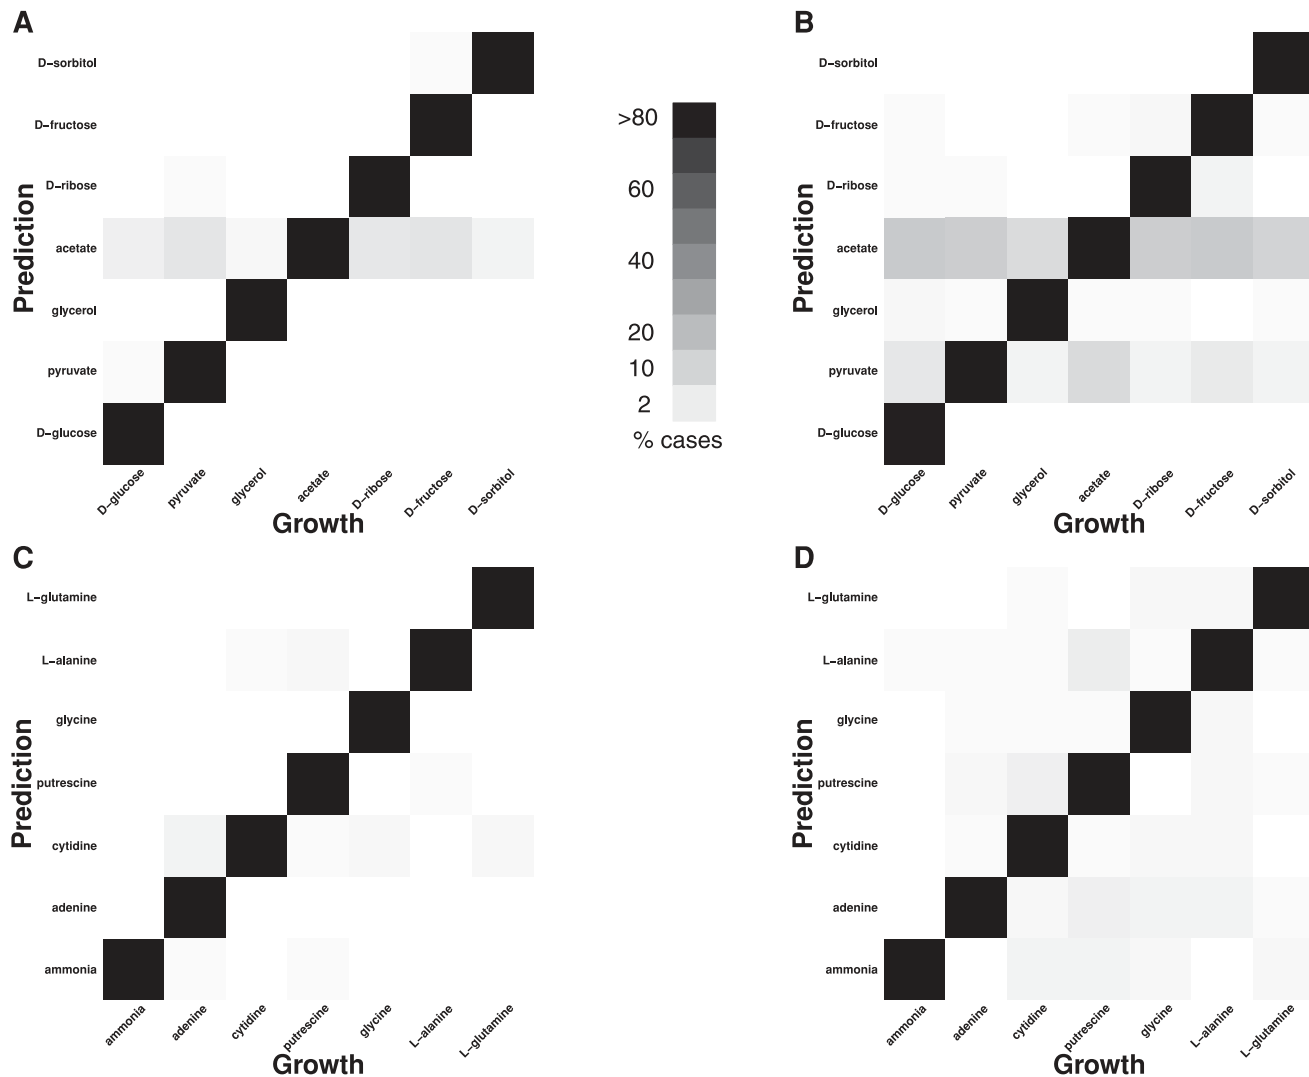 A
D−sorbitol
D−fructose
D−ribose
acetate
glycerol
pyruvate
D−glucose
Prediction
D−glucose
pyruvate
glycerol
acetate
D−ribose
D−fructose
D−sorbitol
Growth
>80
60
40
20
10
2
% cases
B
D−sorbitol
D−fructose
D−ribose
acetate
glycerol
pyruvate
D−glucose
Prediction
D−glucose
pyruvate
glycerol
acetate
D−ribose
D−fructose
D−sorbitol
Growth
C
L−glutamine
L−alanine
glycine
putrescine
cytidine
adenine
ammonia
Prediction
ammonia
adenine
cytidine
putrescine
glycine
L−alanine
L−glutamine
Growth
D
L−glutamine
L−alanine
glycine
putrescine
cytidine
adenine
ammonia
Prediction
ammonia
adenine
cytidine
putrescine
glycine
L−alanine
L−glutamine
Growth